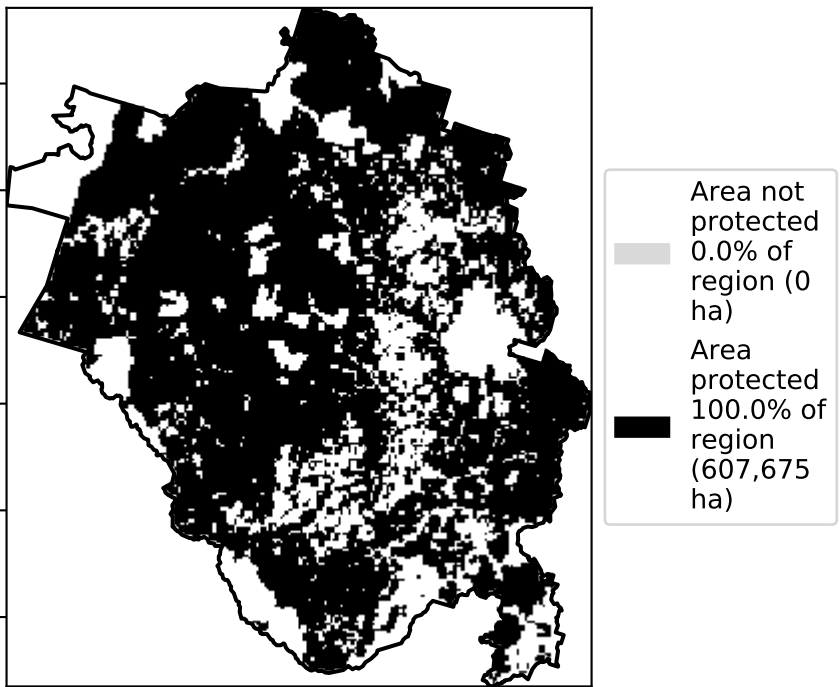 Area not
protected
0.0% of
region (0
ha)
Area
protected
100.0% of
region
(607,675
ha)